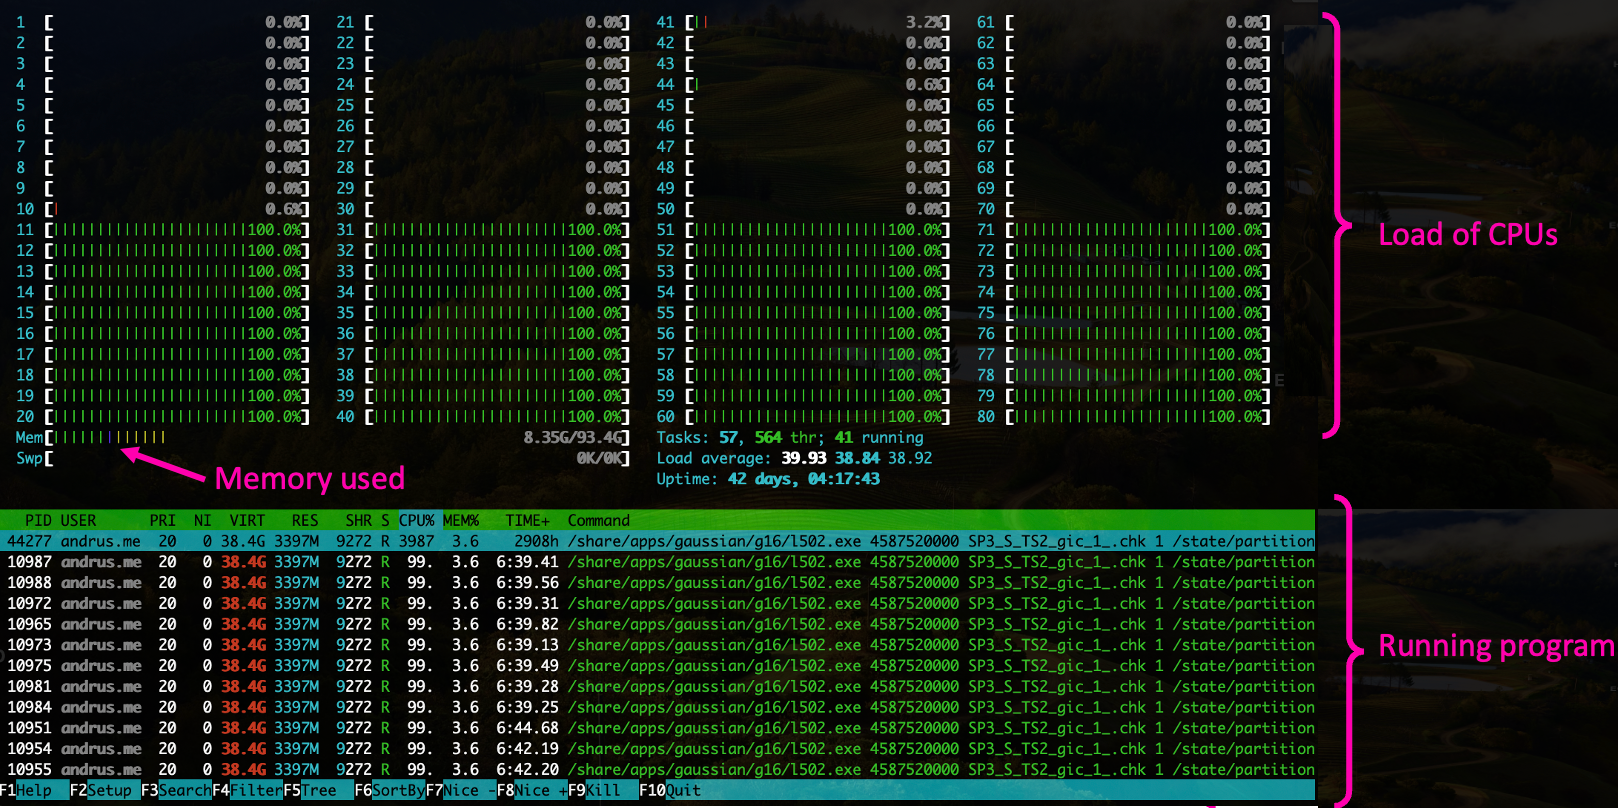 1 [ 0.0%] 21 [ 0.0%] 41 [|| 3.2%] 61 [ 0.0%]
2 [ 0.0%] 22 [ 0.0%] 42 [ 0.0%] 62 [ 0.0%]
3 [ 0.0%] 23 [ 0.0%] 43 [ 0.0%] 63 [ 0.0%]
4 [ 0.0%] 24 [ 0.0%] 44 [| 0.6%] 64 [ 0.0%]
5 [ 0.0%] 25 [ 0.0%] 45 [ 0.0%] 65 [ 0.0%]
6 [ 0.0%] 26 [ 0.0%] 46 [ 0.0%] 66 [ 0.0%]
7 [ 0.0%] 27 [ 0.0%] 47 [ 0.0%] 67 [ 0.0%]
8 [ 0.0%] 28 [ 0.0%] 48 [ 0.0%] 68 [ 0.0%]
9 [ 0.0%] 29 [ 0.0%] 49 [ 0.0%] 69 [ 0.0%]
10 [| 0.6%] 30 [ 0.0%] 50 [ 0.0%] 70 [ 0.0%]
11 [||||||||||||||||||||||100.0%] 31 [||||||||||||||||||||||100.0%] 51 [||||||||||||||||||||||100.0%] 71 [||||||||||||||||||||||100.0%]
12 [||||||||||||||||||||||100.0%] 32 [||||||||||||||||||||||100.0%] 52 [||||||||||||||||||||||100.0%] 72 [||||||||||||||||||||||100.0%]
13 [||||||||||||||||||||||100.0%] 33 [||||||||||||||||||||||100.0%] 53 [||||||||||||||||||||||100.0%] 73 [||||||||||||||||||||||100.0%]
14 [||||||||||||||||||||||100.0%] 34 [||||||||||||||||||||||100.0%] 54 [||||||||||||||||||||||100.0%] 74 [||||||||||||||||||||||100.0%]
15 [||||||||||||||||||||||100.0%] 35 [||||||||||||||||||||||100.0%] 55 [||||||||||||||||||||||100.0%] 75 [||||||||||||||||||||||100.0%]
16 [||||||||||||||||||||||100.0%] 36 [||||||||||||||||||||||100.0%] 56 [||||||||||||||||||||||100.0%] 76 [||||||||||||||||||||||100.0%]
17 [||||||||||||||||||||||100.0%] 37 [||||||||||||||||||||||100.0%] 57 [||||||||||||||||||||||100.0%] 77 [||||||||||||||||||||||100.0%]
18 [||||||||||||||||||||||100.0%] 38 [||||||||||||||||||||||100.0%] 58 [||||||||||||||||||||||100.0%] 78 [||||||||||||||||||||||100.0%]
19 [||||||||||||||||||||||100.0%] 39 [||||||||||||||||||||||100.0%] 59 [||||||||||||||||||||||100.0%] 79 [||||||||||||||||||||||100.0%]
20 [||||||||||||||||||||||100.0%] 40 [||||||||||||||||||||||100.0%] 60 [||||||||||||||||||||||100.0%] 80 [||||||||||||||||||||||100.0%]
Load of CPUs
Mem[||||||||||||| 8.35G/93.4G] Tasks: 57, 564 thr; 41 running
Swp[ 0K/0K] Load average: 39.93 38.84 38.92
Uptime: 42 days, 04:17:43
Memory used
PID USER PRI NI VIRT RES SHR S CPU% MEM% TIME+ Command
44277 andrus.me 20 0 38.4G 3397M 9272 R 3987 3.6 2908h /share/apps/gaussian/g16/l502.exe 4587520000 SP3_S_TS2_gic_1_.chk 1 /state/partition
10987 andrus.me 20 0 38.4G 3397M 9272 R 99. 3.6 6:39.41 /share/apps/gaussian/g16/l502.exe 4587520000 SP3_S_TS2_gic_1_.chk 1 /state/partition
10988 andrus.me 20 0 38.4G 3397M 9272 R 99. 3.6 6:39.56 /share/apps/gaussian/g16/l502.exe 4587520000 SP3_S_TS2_gic_1_.chk 1 /state/partition
10972 andrus.me 20 0 38.4G 3397M 9272 R 99. 3.6 6:39.31 /share/apps/gaussian/g16/l502.exe 4587520000 SP3_S_TS2_gic_1_.chk 1 /state/partition
10965 andrus.me 20 0 38.4G 3397M 9272 R 99. 3.6 6:39.82 /share/apps/gaussian/g16/l502.exe 4587520000 SP3_S_TS2_gic_1_.chk 1 /state/partition
10973 andrus.me 20 0 38.4G 3397M 9272 R 99. 3.6 6:39.13 /share/apps/gaussian/g16/l502.exe 4587520000 SP3_S_TS2_gic_1_.chk 1 /state/partition
10975 andrus.me 20 0 38.4G 3397M 9272 R 99. 3.6 6:39.49 /share/apps/gaussian/g16/l502.exe 4587520000 SP3_S_TS2_gic_1_.chk 1 /state/partition
10981 andrus.me 20 0 38.4G 3397M 9272 R 99. 3.6 6:39.28 /share/apps/gaussian/g16/l502.exe 4587520000 SP3_S_TS2_gic_1_.chk 1 /state/partition
10984 andrus.me 20 0 38.4G 3397M 9272 R 99. 3.6 6:39.25 /share/apps/gaussian/g16/l502.exe 4587520000 SP3_S_TS2_gic_1_.chk 1 /state/partition
10951 andrus.me 20 0 38.4G 3397M 9272 R 99. 3.6 6:44.68 /share/apps/gaussian/g16/l502.exe 4587520000 SP3_S_TS2_gic_1_.chk 1 /state/partition
10954 andrus.me 20 0 38.4G 3397M 9272 R 99. 3.6 6:42.19 /share/apps/gaussian/g16/l502.exe 4587520000 SP3_S_TS2_gic_1_.chk 1 /state/partition
10955 andrus.me 20 0 38.4G 3397M 9272 R 99. 3.6 6:42.20 /share/apps/gaussian/g16/l502.exe 4587520000 SP3_S_TS2_gic_1_.chk 1 /state/partition
Running program
F1Help F2Setup F3SearchF4FilterF5Tree F6SortByF7Nice -F8Nice +F9Kill F10Quit